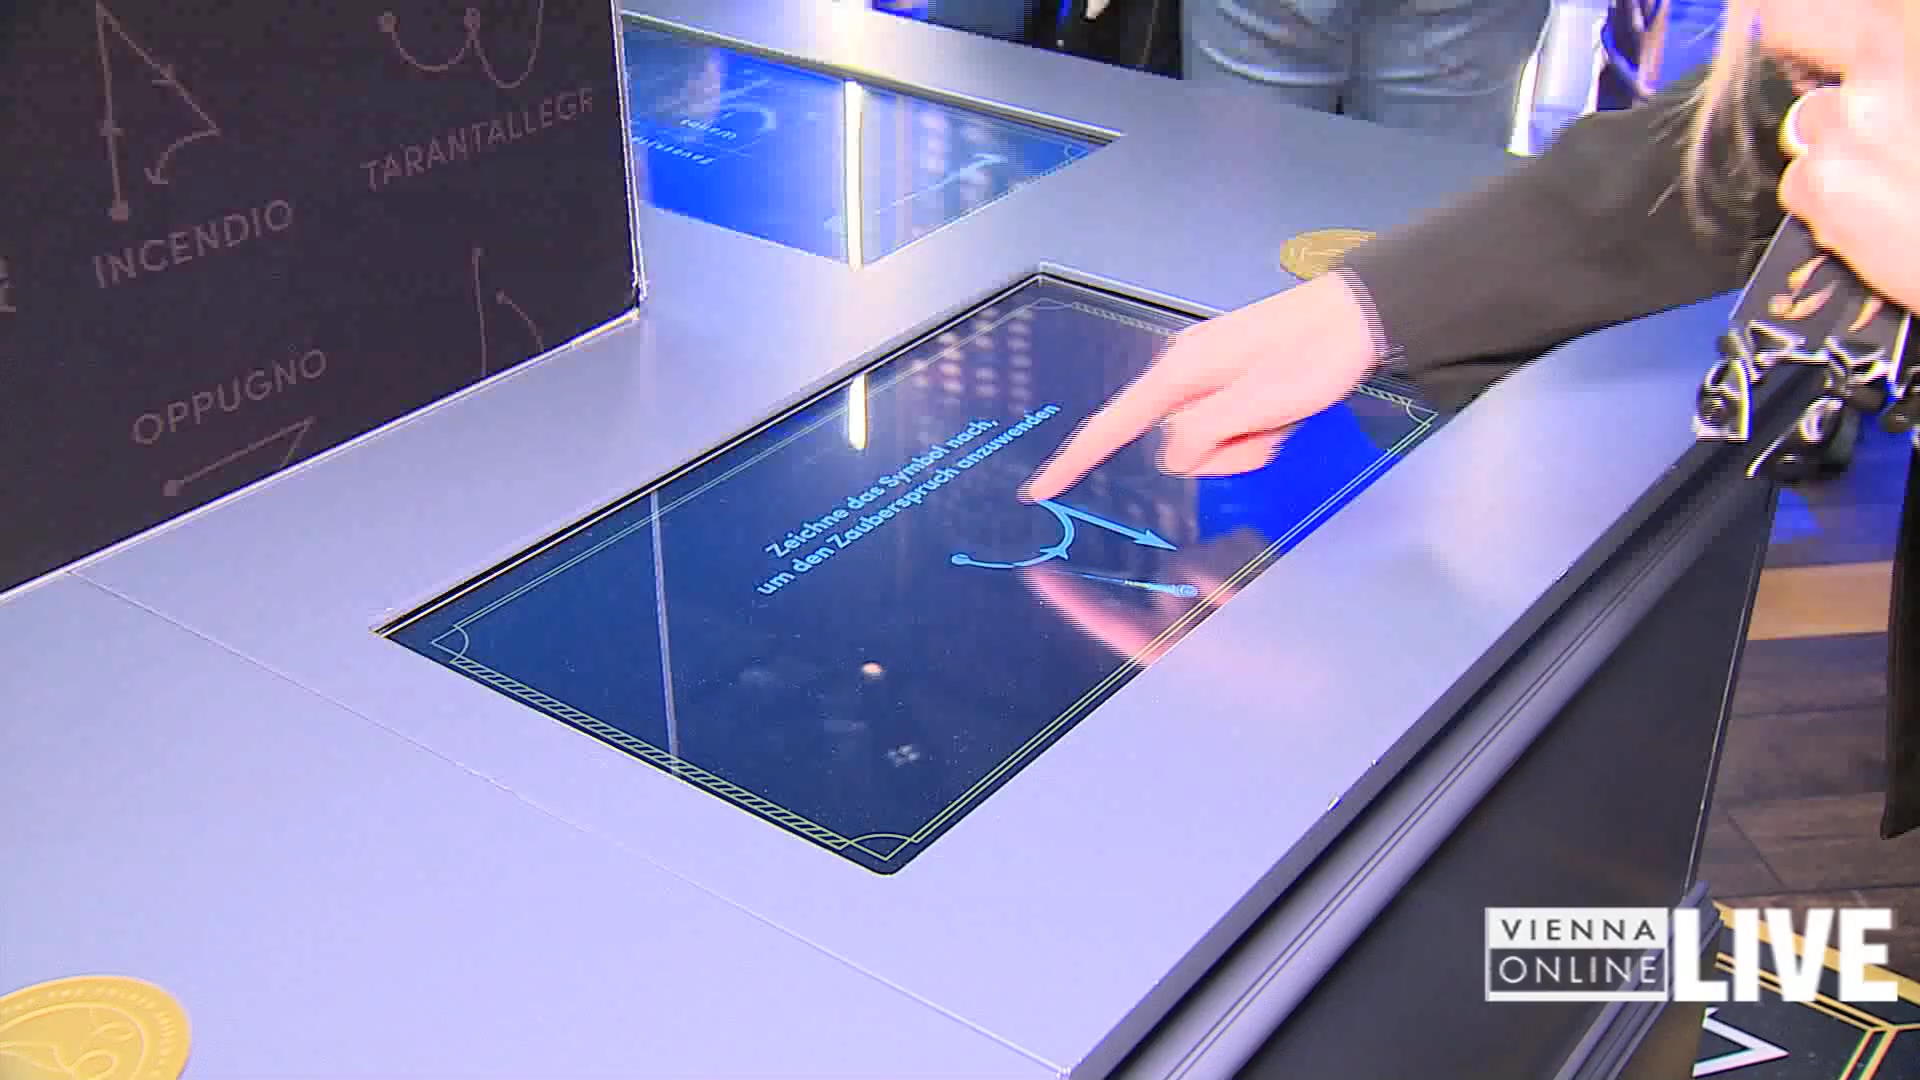 TARANTALLEGR
INCENDIO
OPPUGNO
Zeichne das Symbol nach,
um den Zauberspruch anzuwenden
VIENNA
ONLINE
LIVE